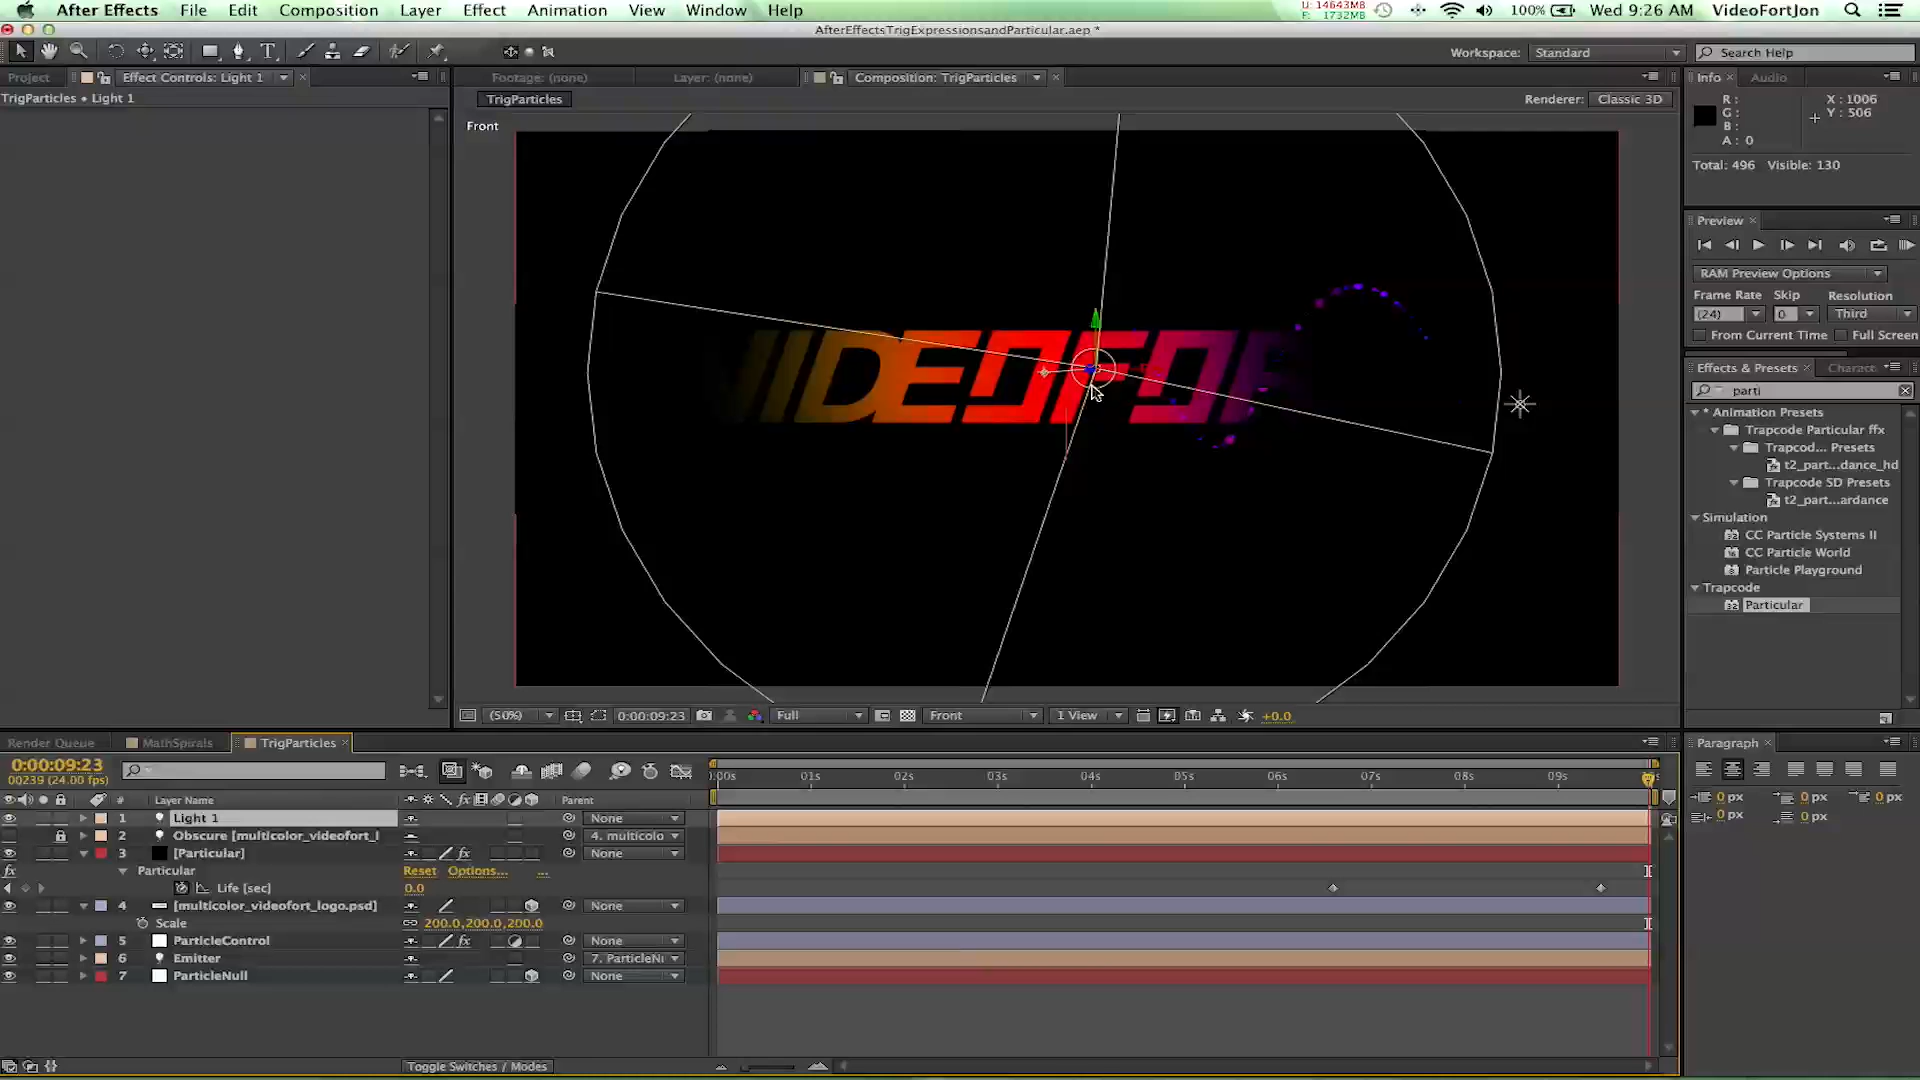 After Effects File Edit Composition Layer Effect Animation View Window Help U: 14643MB F: 1732MB 100% Wed 9:26 AM VideoFortJon
AfterEffectsTrigExpressionsandParticular.aep *
Workspace: Standard Search Help
Project Effect Controls: Light 1 Footage: (none) Layer: (none) Composition: TrigParticles Info Audio
TrigParticles • Light 1 TrigParticles Renderer: Classic 3D
R: X: 1006
G: Y: 506
B:
A: 0
Front
Total: 496 Visible: 130
Preview
RAM Preview Options
Frame Rate Skip Resolution
(24) 0 Third
From Current Time Full Screen
VIDEOFOR
Effects & Presets Charact
parti
* Animation Presets
Trapcode Particular ffx
Trapcod... Presets
t2_part...dance_hd
Trapcode SD Presets
t2_part...ardance
Simulation
CC Particle Systems II
CC Particle World
Particle Playground
Trapcode
Particular
(50%) 0:00:09:23 Full Front 1 View +0.0
Render Queue MathSpirals TrigParticles
0:00:09:23
00239 (24.00 fps)
:00s 01s 02s 03s 04s 05s 06s 07s 08s 09s
# Layer Name Parent
1 Light 1 None
2 Obscure [multicolor_videofort_l 4. multicolo
3 [Particular] None
Particular Reset Options... ...
Life [sec] 0.0
4 [multicolor_videofort_logo.psd] None
Scale 200.0,200.0,200.0
5 ParticleControl None
6 Emitter 7. ParticleNu
7 ParticleNull None
Toggle Switches / Modes
Paragraph
0 px 0 px 0 px
0 px 0 px